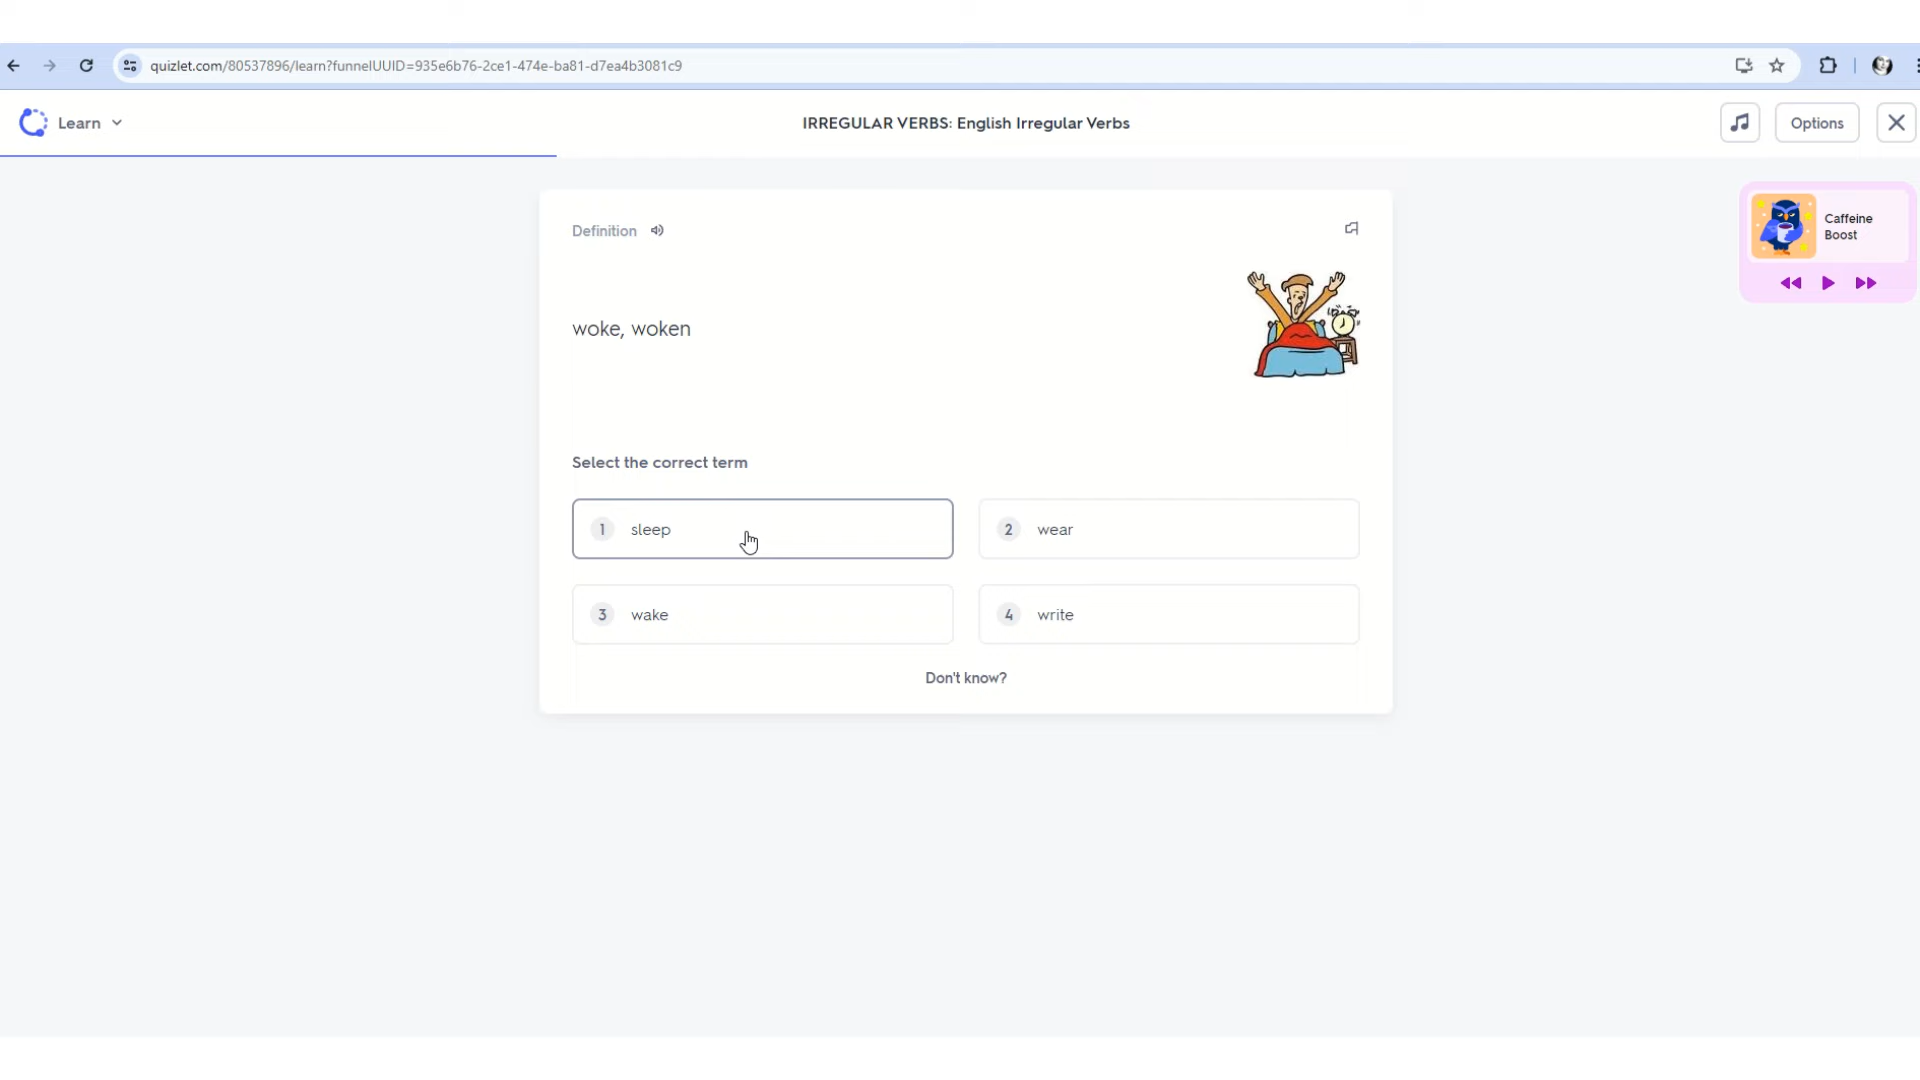 quizlet.com/80537896/learn?funnelUUID=935e6b76-2ce1-474e-ba81-d7ea4b3081c9
Learn
IRREGULAR VERBS: English Irregular Verbs
Options
Caffeine
Boost
Definition
woke, woken
Select the correct term
1 sleep
2 wear
3 wake
4 write
Don't know?